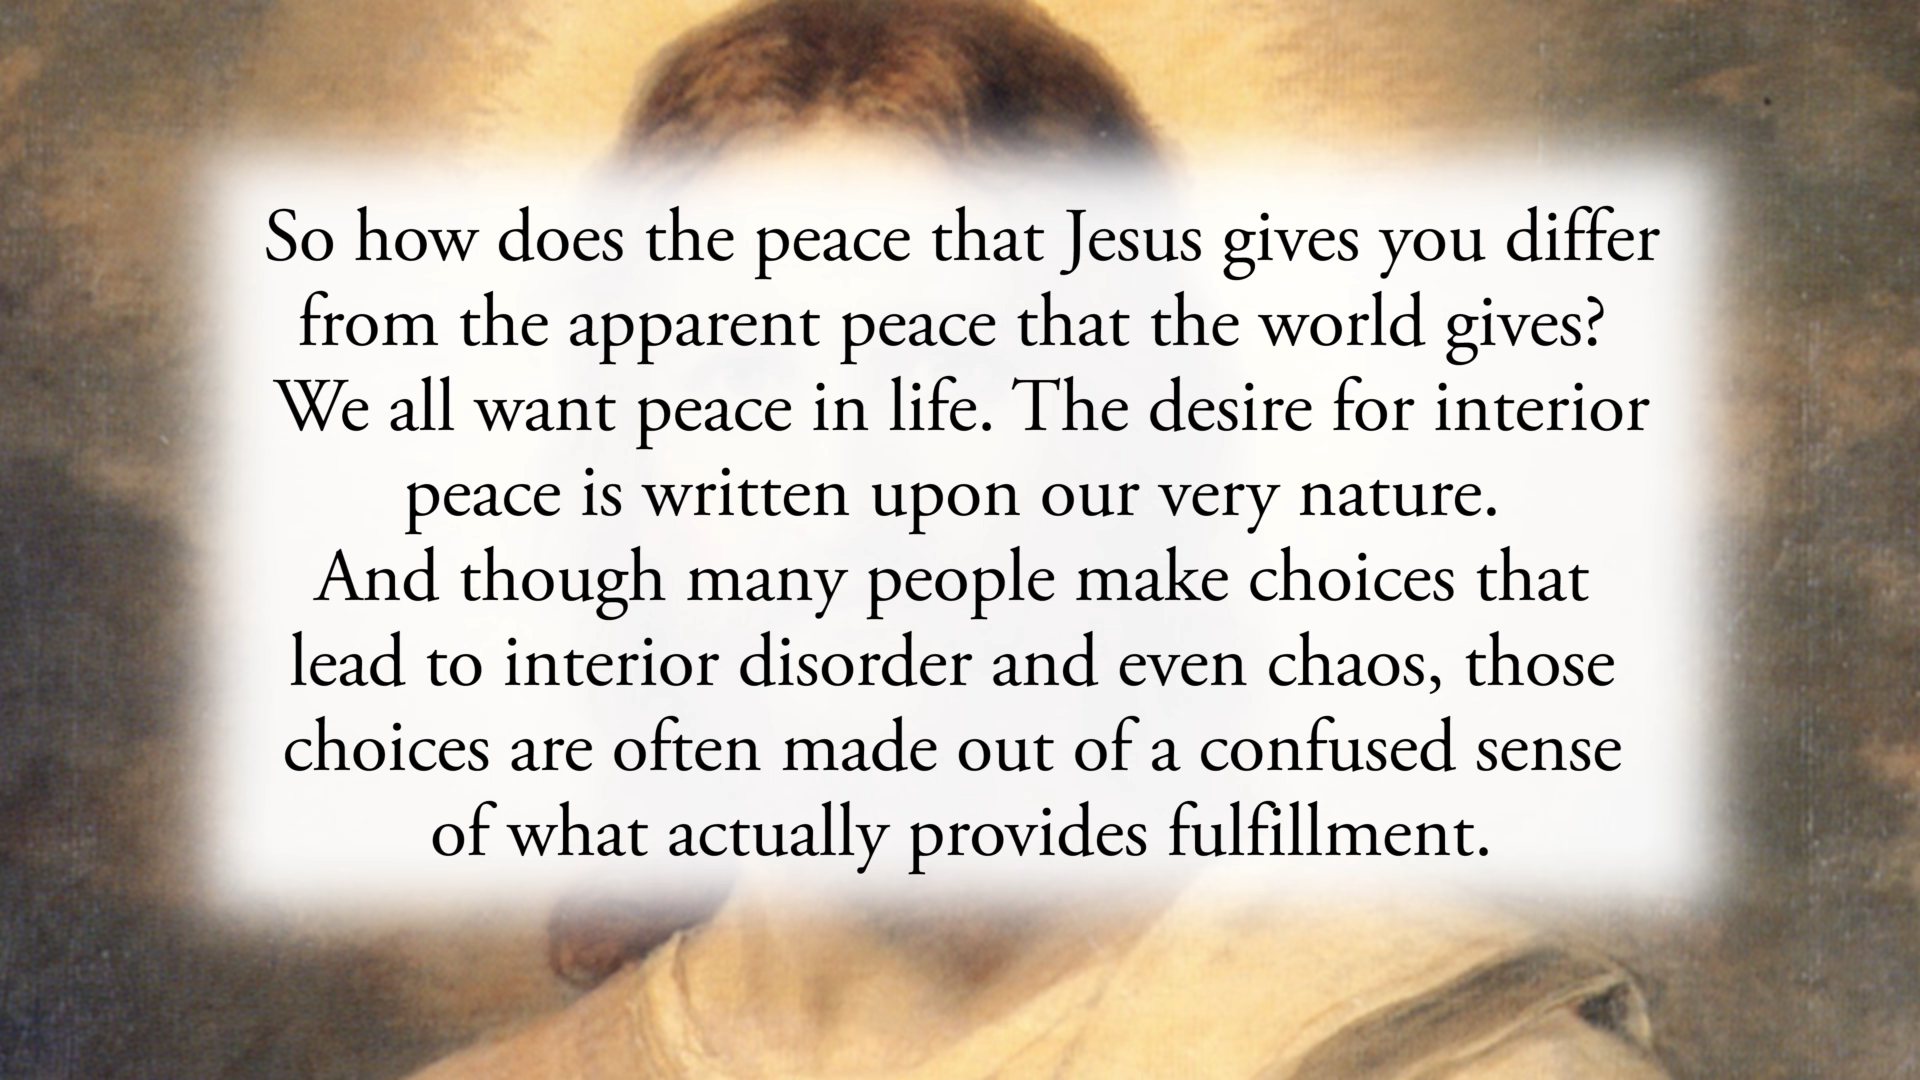 So how does the peace that Jesus gives you differ
from the apparent peace that the world gives?
We all want peace in life. The desire for interior
peace is written upon our very nature.
And though many people make choices that
lead to interior disorder and even chaos, those
choices are often made out of a confused sense
of what actually provides fulfillment.